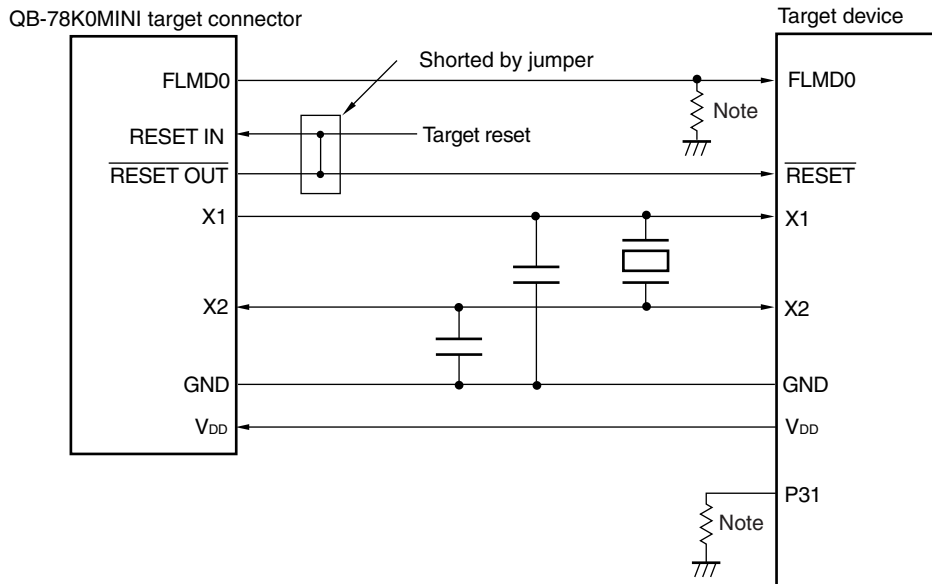 QB-78K0MINI target connector
Target device
Shorted by jumper
FLMD0
FLMD0
Note
RESET IN
Target reset
RESET OUT
RESET
X1
X1
X2
X2
GND
GND
VDD
VDD
P31
Note